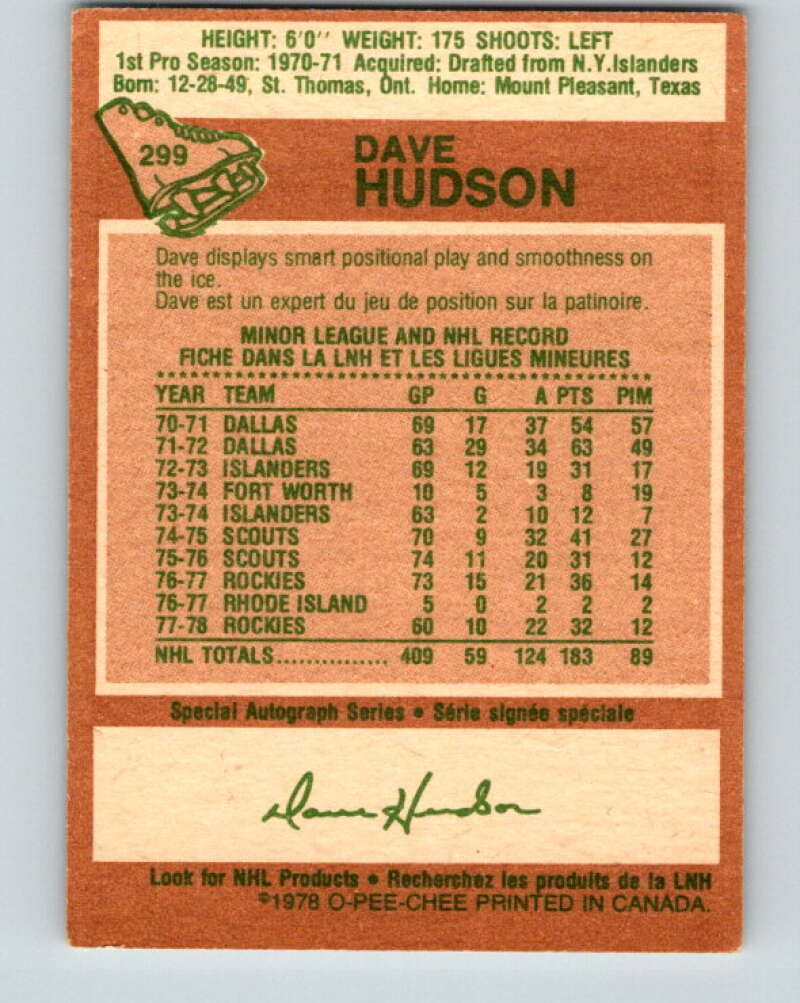 HEIGHT: 6'0'' WEIGHT: 175 SHOOTS: LEFT
1st Pro Season: 1970-71 Acquired: Drafted from N.Y.Islanders
Born: 12-28-49, St. Thomas, Ont. Home: Mount Pleasant, Texas
299
DAVE
HUDSON
Dave displays smart positional play and smoothness on
the ice.
Dave est un expert du jeu de position sur la patinoire.
MINOR LEAGUE AND NHL RECORD
FICHE DANS LA LNH ET LES LIGUES MINEURES
YEAR TEAM GP G A PTS PIM
70-71 DALLAS 69 17 37 54 57
71-72 DALLAS 63 29 34 63 49
72-73 ISLANDERS 69 12 19 31 17
73-74 FORT WORTH 10 5 3 8 19
73-74 ISLANDERS 63 2 10 12 7
74-75 SCOUTS 70 9 32 41 27
75-76 SCOUTS 74 11 20 31 12
76-77 ROCKIES 73 15 21 36 14
76-77 RHODE ISLAND 5 0 2 2 2
77-78 ROCKIES 60 10 22 32 12
NHL TOTALS............... 409 59 124 183 89
Special Autograph Series • Série signée spéciale
Dave Hudson
Look for NHL Products • Recherchez les produits de la LNH
©1978 O-PEE-CHEE PRINTED IN CANADA.